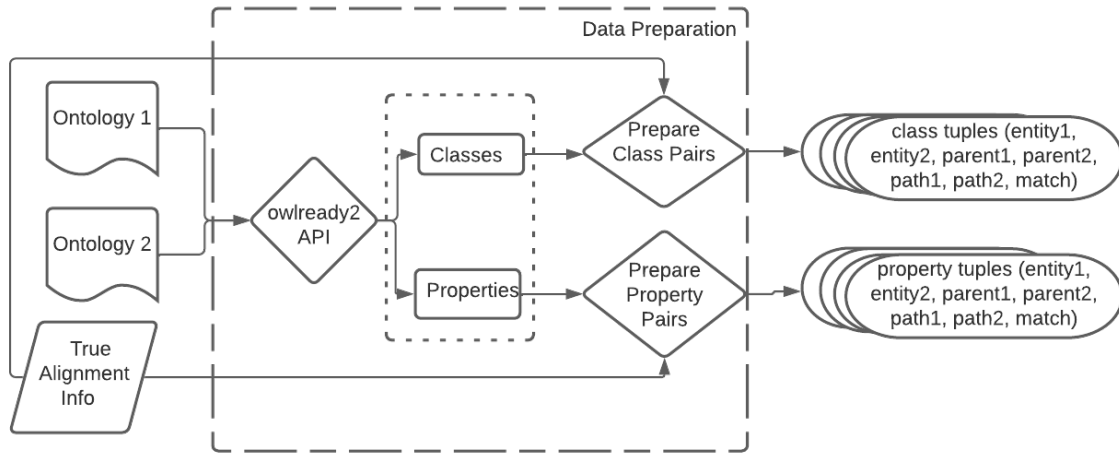 Data Preparation
Ontology 1
Ontology 2
True
Alignment
Info
owlready2
API
Classes
Properties
Prepare
Class Pairs
Prepare
Property
Pairs
class tuples (entity1,
entity2, parent1, parent2,
path1, path2, match)
property tuples (entity1,
entity2, parent1, parent2,
path1, path2, match)